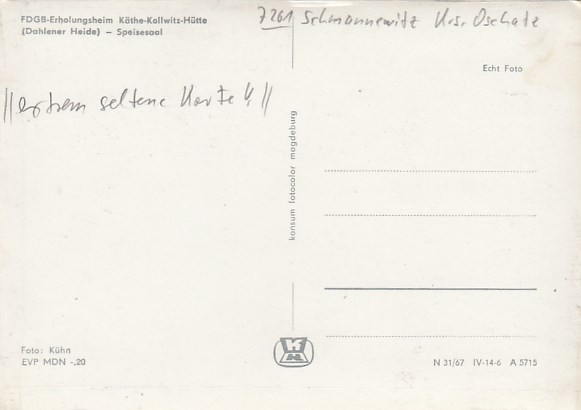 FDGB-Erholungsheim Käthe-Kollwitz-Hütte
(Dahlener Heide) – Speisesaal
7261 Schmannewitz Krs. Oschatz
Echt Foto
//extrem seltene Karte!!//
konsum fotocolor magdeburg
Foto: Kühn
EVP MDN -,20
N 31/67 IV-14-6 A 5715